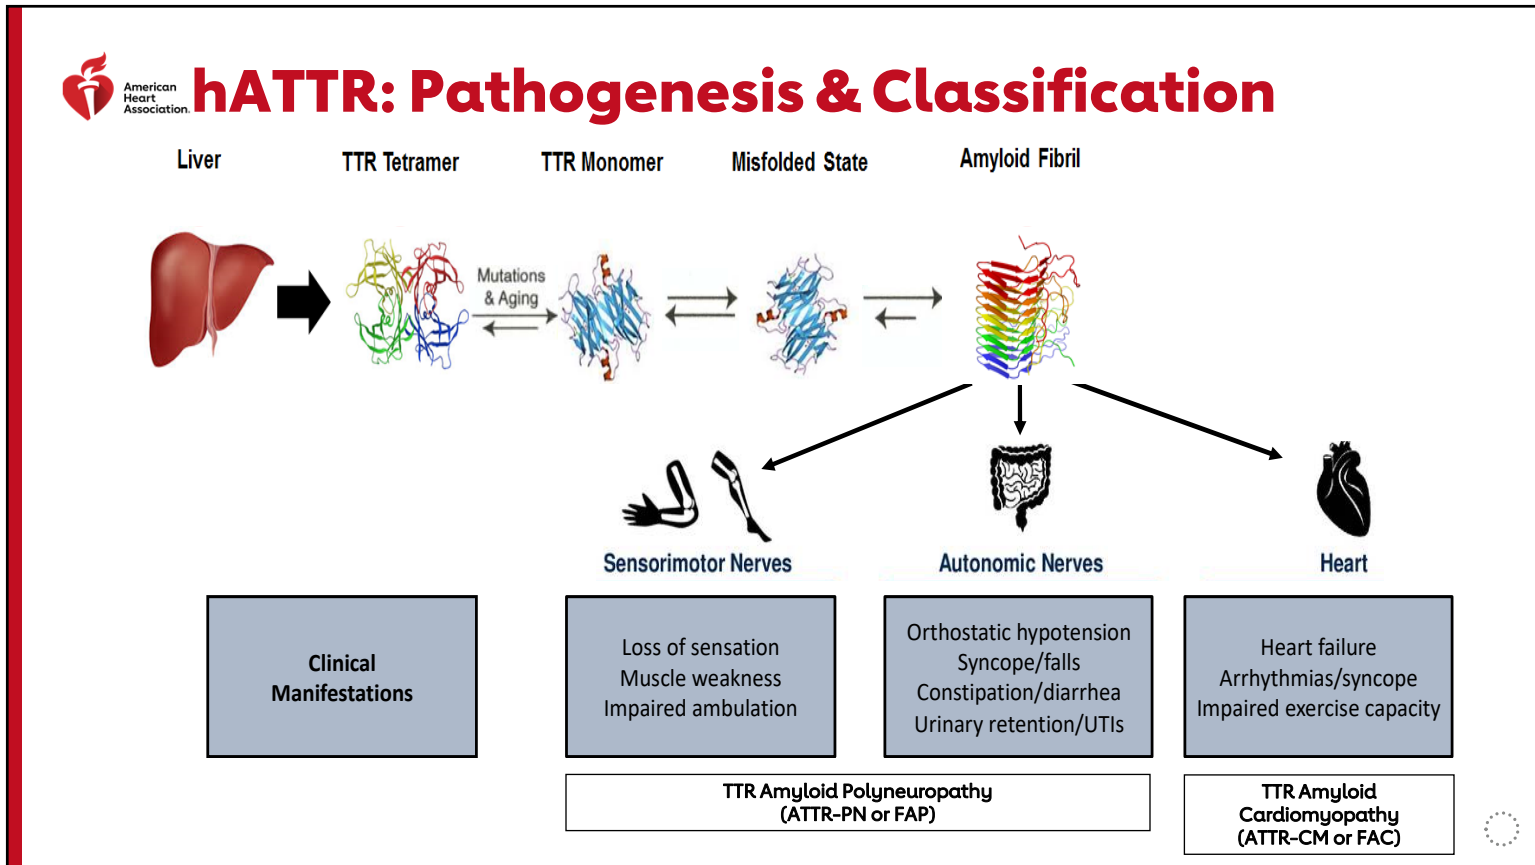 American
Heart
Association.
hATTR: Pathogenesis & Classification
Liver
TTR Tetramer
TTR Monomer
Misfolded State
Amyloid Fibril
Mutations
& Aging
Sensorimotor Nerves
Autonomic Nerves
Heart
Clinical
Manifestations
Loss of sensation
Muscle weakness
Impaired ambulation
Orthostatic hypotension
Syncope/falls
Constipation/diarrhea
Urinary retention/UTIs
Heart failure
Arrhythmias/syncope
Impaired exercise capacity
TTR Amyloid Polyneuropathy
(ATTR-PN or FAP)
TTR Amyloid
Cardiomyopathy
(ATTR-CM or FAC)